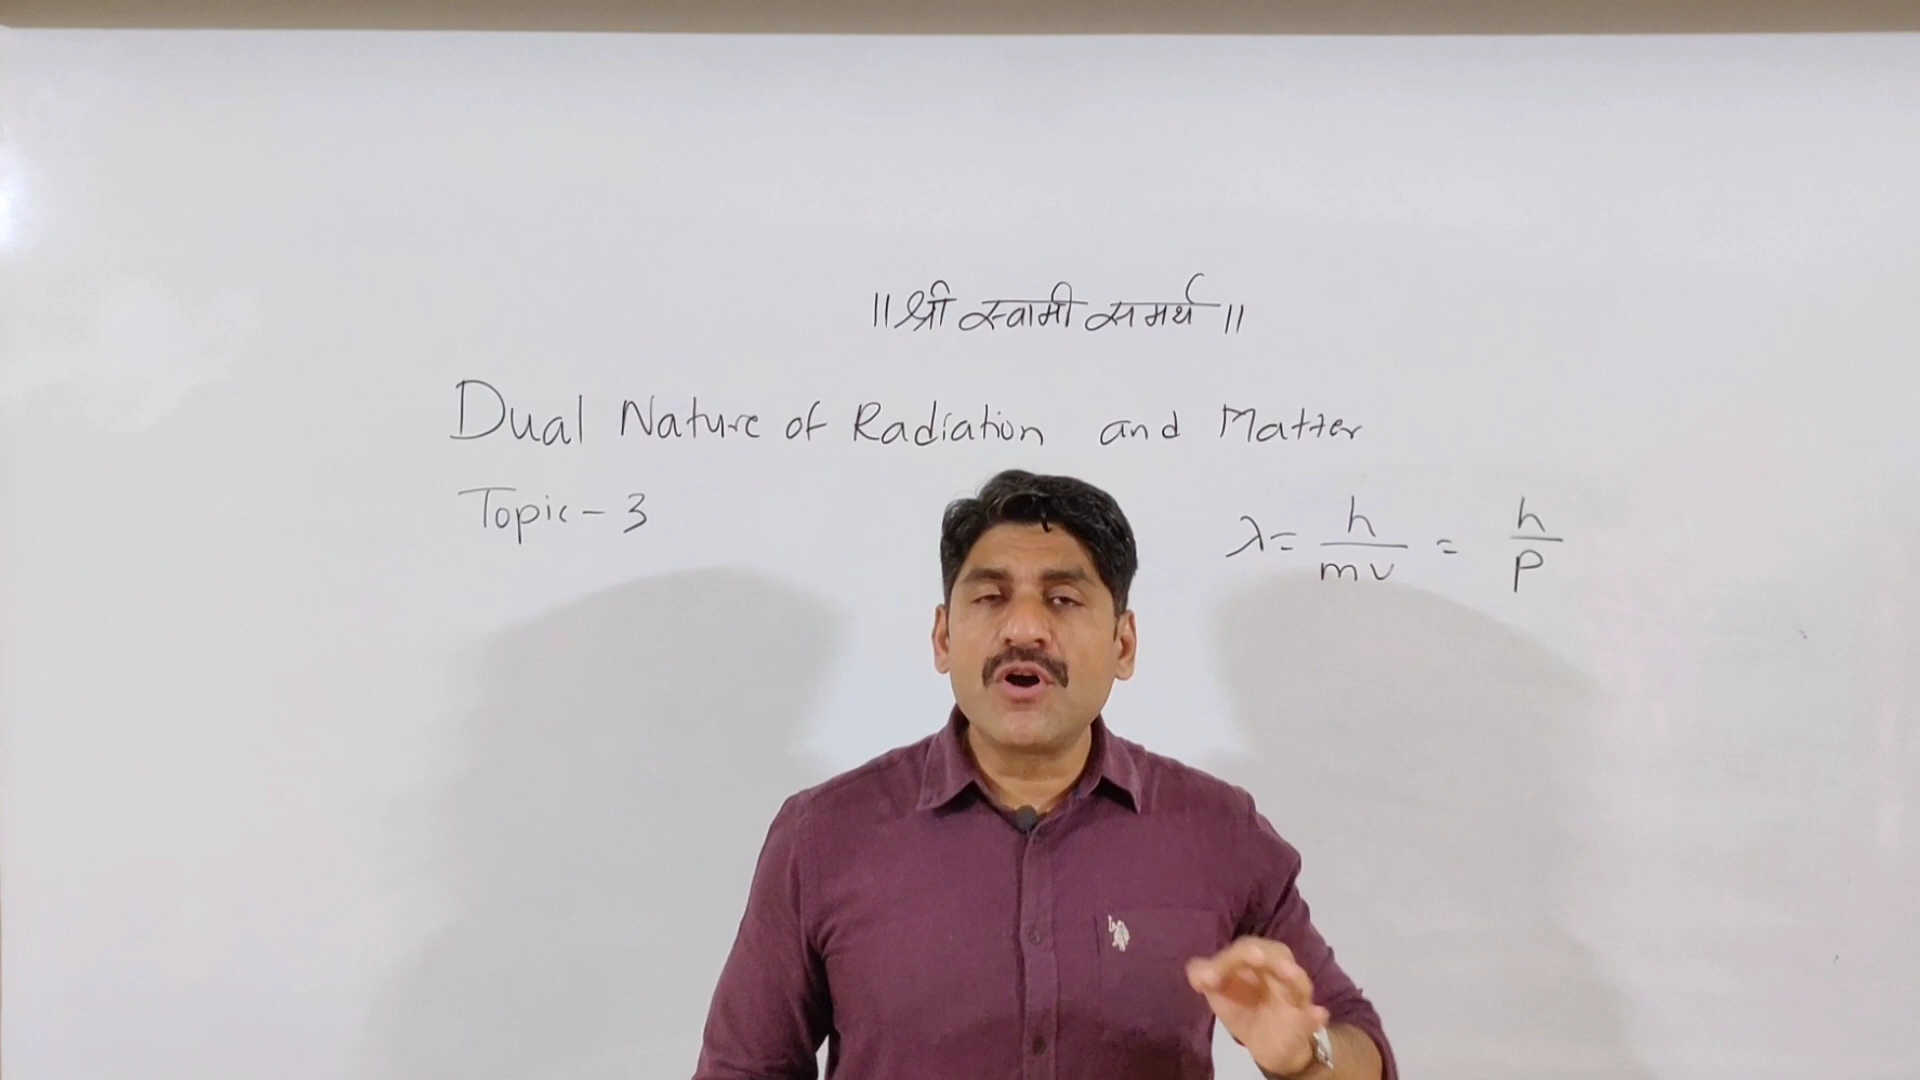 ॥ श्री स्वामी समर्थ ॥
Dual Nature of Radiation and Matter
Topic - 3
λ = h/mv = h/p